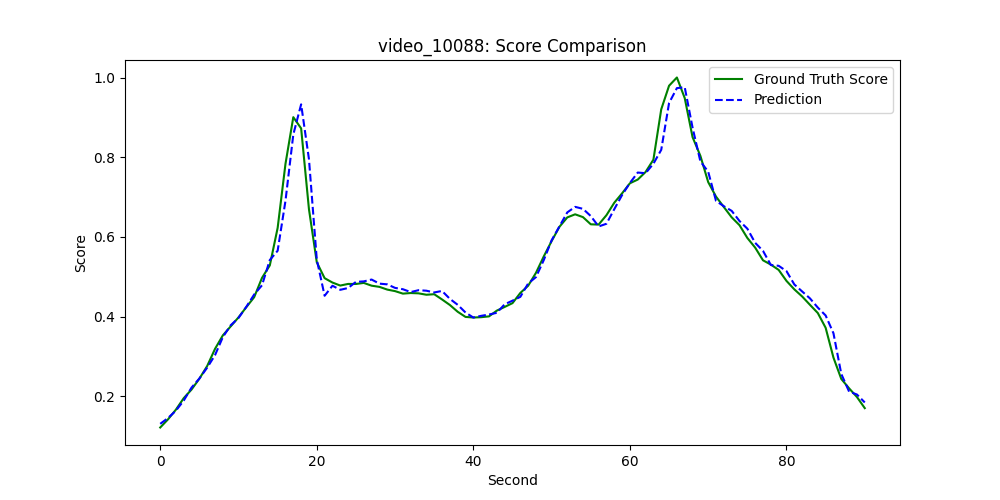 video_10088: Score Comparison
Ground Truth Score
Prediction
Score
1.0
0.8
0.6
0.4
0.2
0 20 40 60 80
Second